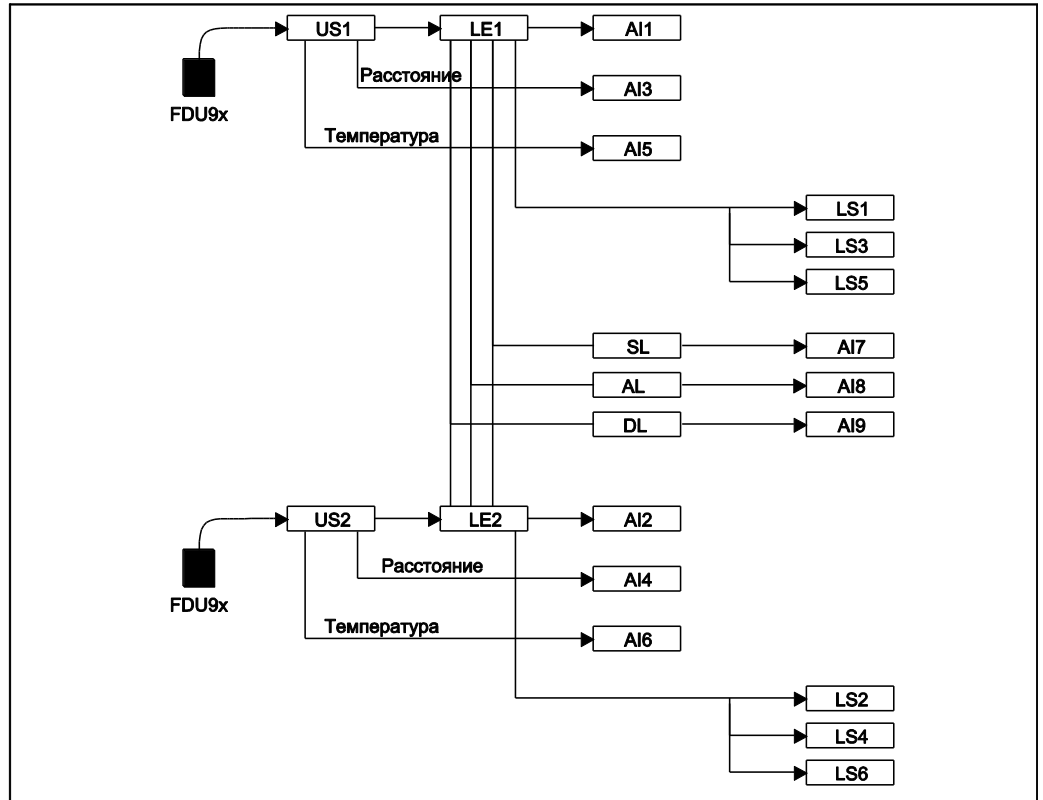 US1 LE1 AI1
Расстояние AI3
FDU9x
Температура AI5
LS1
LS3
LS5
SL AI7
AL AI8
DL AI9
US2 LE2 AI2
Расстояние AI4
FDU9x
Температура AI6
LS2
LS4
LS6